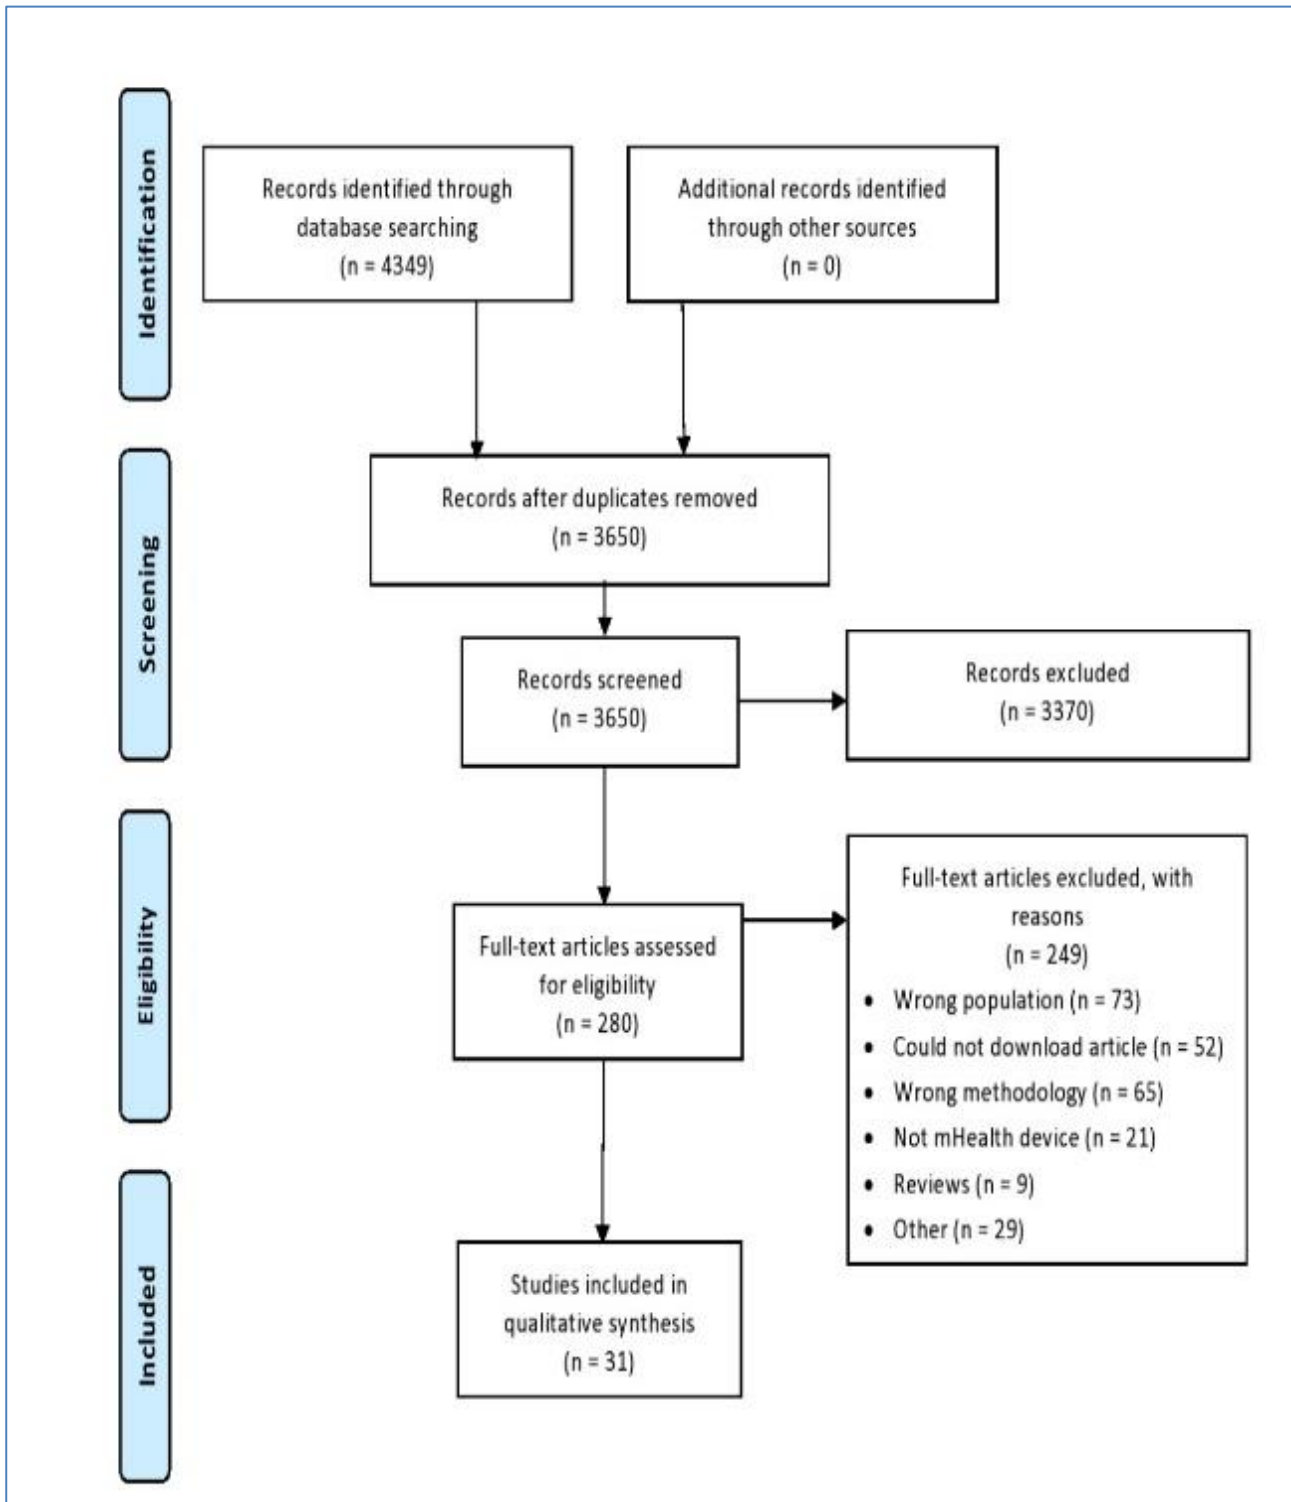 Identification
Records identified through
database searching
(n = 4349)
Additional records identified
through other sources
(n = 0)
Screening
Records after duplicates removed
(n = 3650)
Records screened
(n = 3650)
Records excluded
(n = 3370)
Eligibility
Full-text articles assessed
for eligibility
(n = 280)
Full-text articles excluded, with
reasons
(n = 249)
• Wrong population (n = 73)
• Could not download article (n = 52)
• Wrong methodology (n = 65)
• Not mHealth device (n = 21)
• Reviews (n = 9)
• Other (n = 29)
Included
Studies included in
qualitative synthesis
(n = 31)